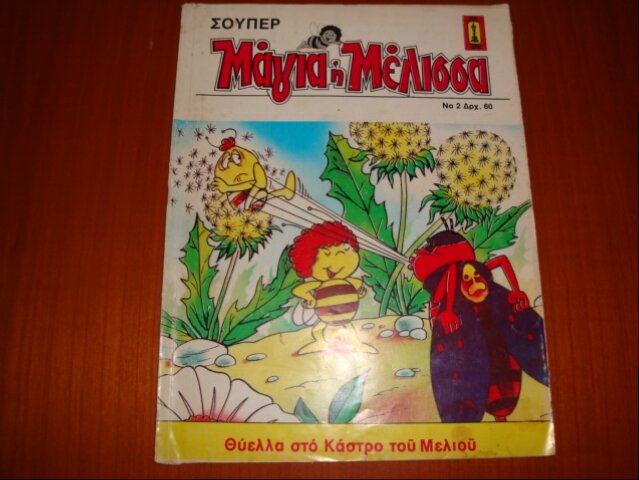 ΣΟΥΠΕΡ
Μάγια ἡ Μέλισσα
Νο 2 Δρχ. 60
Θύελλα στό Κάστρο τοῦ Μελιοῦ